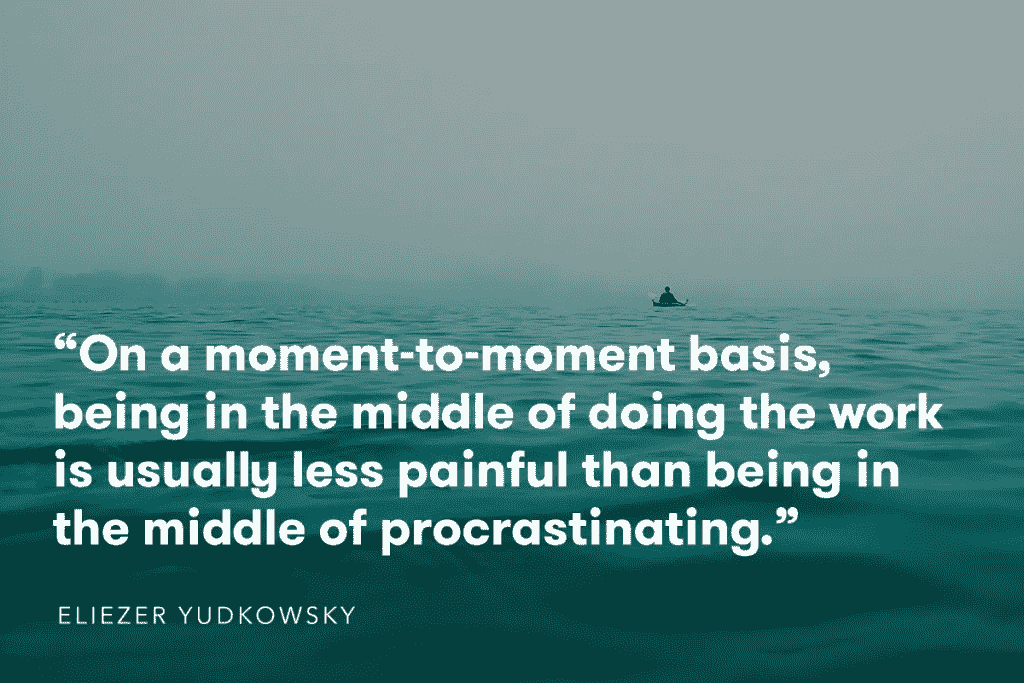 “On a moment-to-moment basis,
being in the middle of doing the work
is usually less painful than being in
the middle of procrastinating.”
ELIEZER YUDKOWSKY